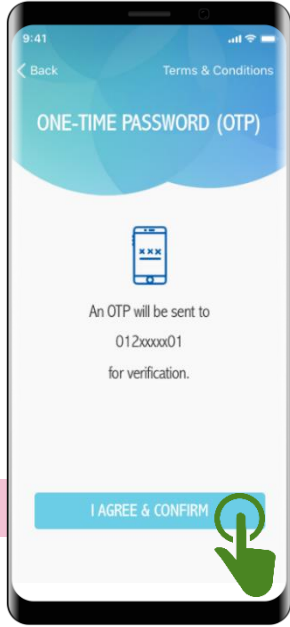 9:41
Back
Terms & Conditions
ONE-TIME PASSWORD (OTP)
xxx
An OTP will be sent to
012xxxxx01
for verification.
I AGREE & CONFIRM